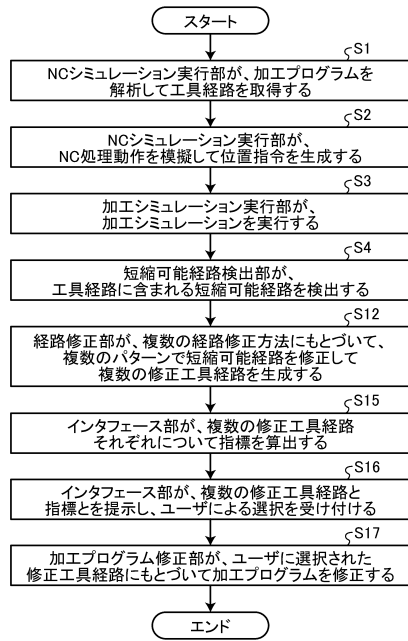 スタート
S1
NCシミュレーション実行部が、加工プログラムを
解析して工具経路を取得する
S2
NCシミュレーション実行部が、
NC処理動作を模擬して位置指令を生成する
S3
加工シミュレーション実行部が、
加工シミュレーションを実行する
S4
短縮可能経路検出部が、
工具経路に含まれる短縮可能経路を検出する
S12
経路修正部が、複数の経路修正方法にもとづいて、
複数のパターンで短縮可能経路を修正して
複数の修正工具経路を生成する
S15
インタフェース部が、複数の修正工具経路
それぞれについて指標を算出する
S16
インタフェース部が、複数の修正工具経路と
指標とを提示し、ユーザによる選択を受け付ける
S17
加工プログラム修正部が、ユーザに選択された
修正工具経路にもとづいて加工プログラムを修正する
エンド